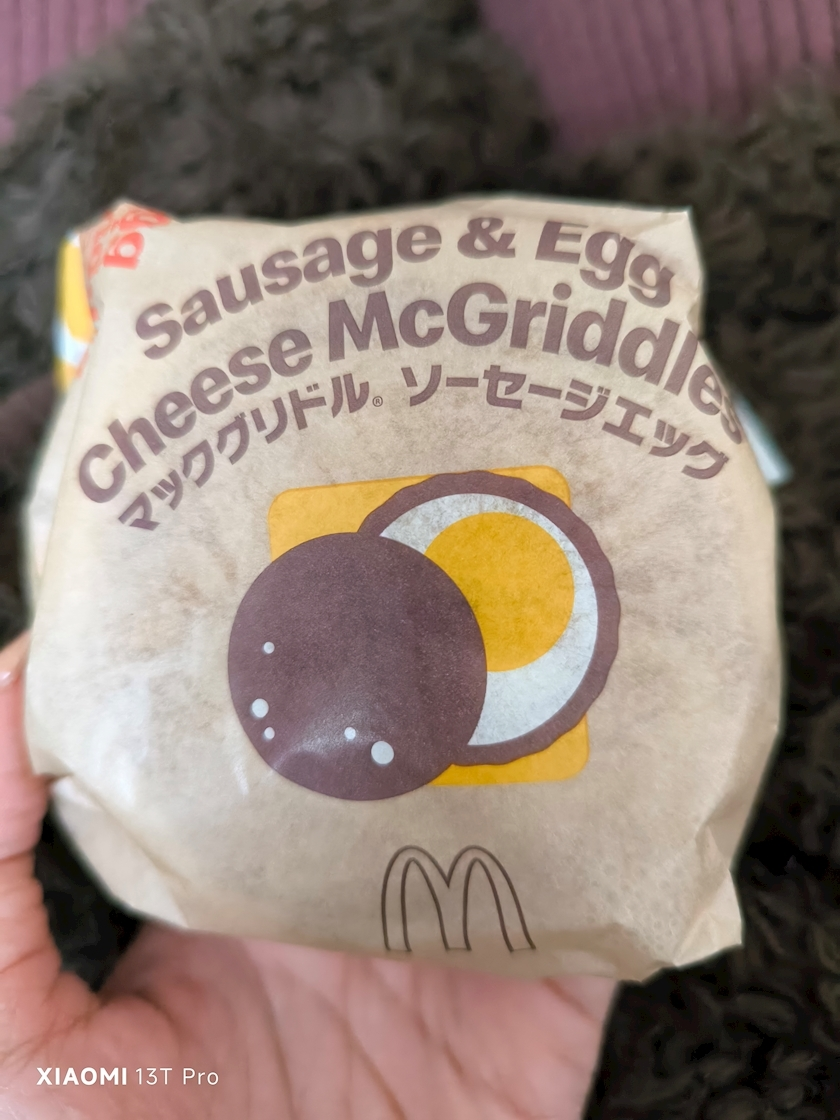 Sausage & Egg
Cheese McGriddles
マックグリドル® ソーセージエッグ
XIAOMI 13T Pro